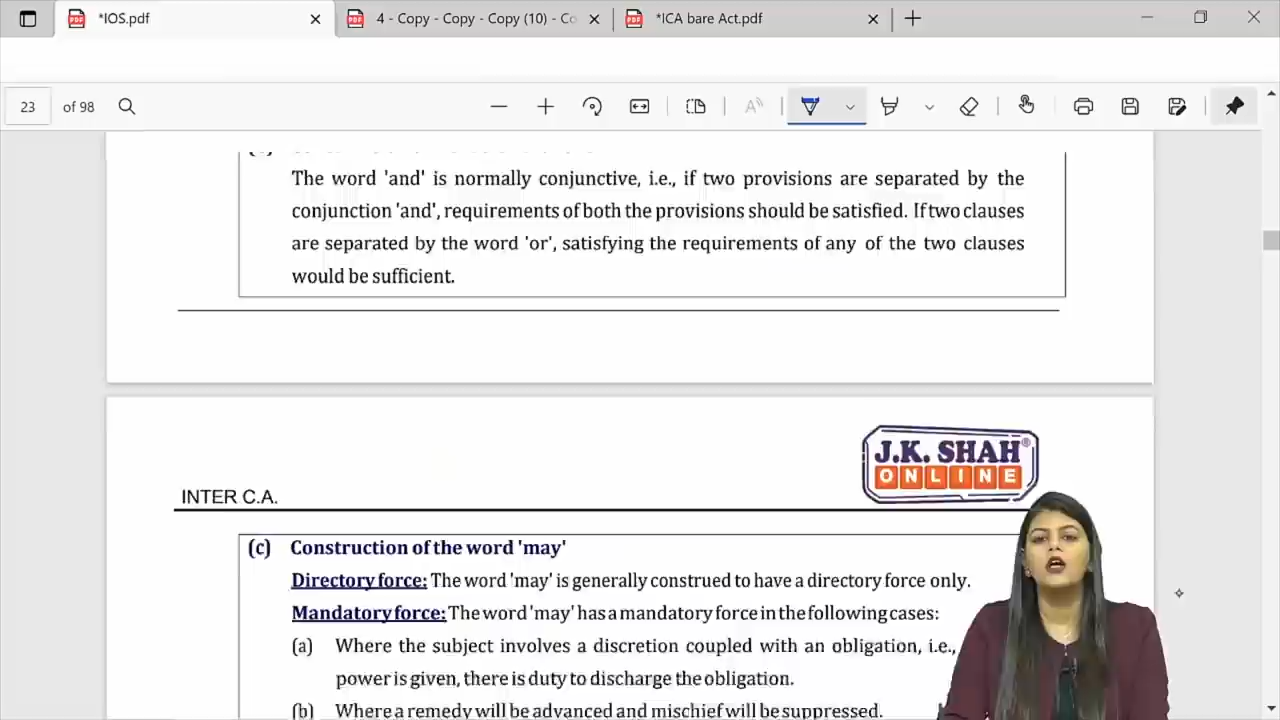 *IOS.pdf
4 - Copy - Copy - Copy (10) - Co
*ICA bare Act.pdf
23 of 98
The word 'and' is normally conjunctive, i.e., if two provisions are separated by the
conjunction 'and', requirements of both the provisions should be satisfied. If two clauses
are separated by the word 'or', satisfying the requirements of any of the two clauses
would be sufficient.
J.K. SHAH®
ONLINE
INTER C.A.
(c) Construction of the word 'may'
Directory force: The word 'may' is generally construed to have a directory force only.
Mandatory force: The word 'may' has a mandatory force in the following cases:
(a) Where the subject involves a discretion coupled with an obligation, i.e.,
power is given, there is duty to discharge the obligation.
(b) Where a remedy will be advanced and mischief will be suppressed.